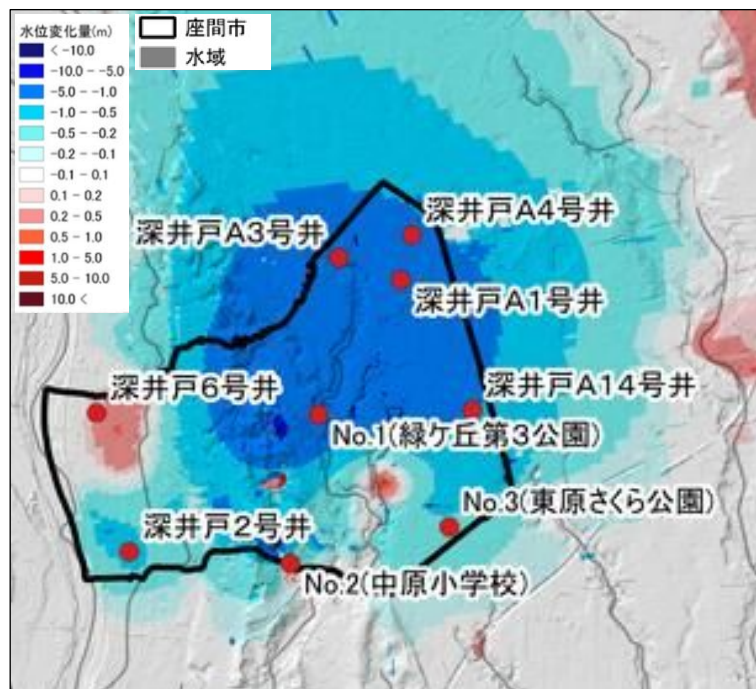 水位変化量(m)
< -10.0
-10.0 - -5.0
-5.0 - -1.0
-1.0 - -0.5
-0.5 - -0.2
-0.2 - -0.1
-0.1 - 0.1
0.1 - 0.2
0.2 - 0.5
0.5 - 1.0
1.0 - 5.0
5.0 - 10.0
10.0 <
座間市
水域
深井戸A3号井
深井戸A4号井
深井戸A1号井
深井戸6号井
深井戸A14号井
No.1(緑ケ丘第3公園)
No.3(東原さくら公園)
深井戸2号井
No.2(中原小学校)